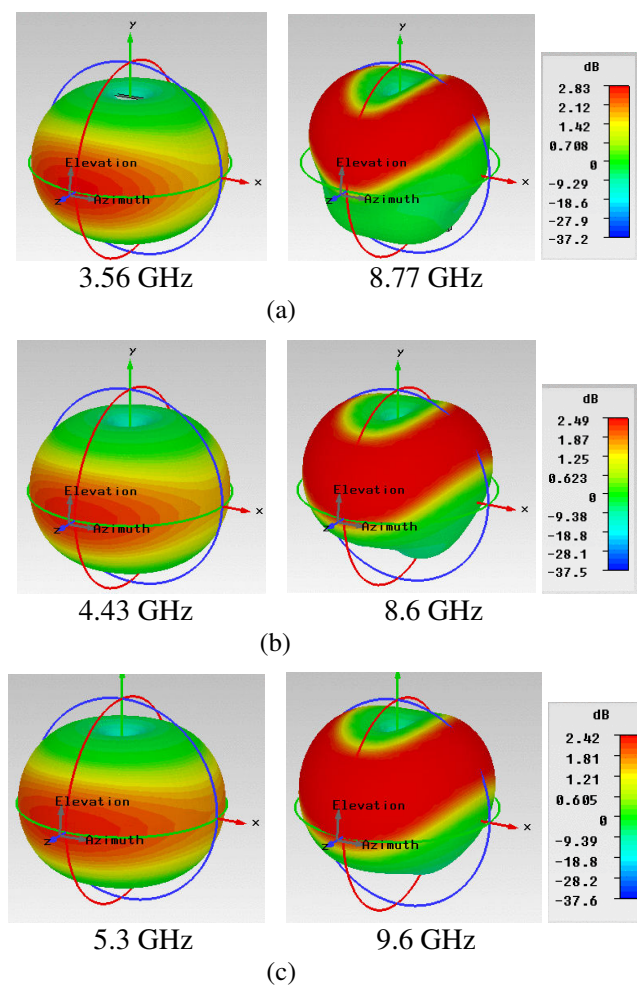 y
Elevation
Azimuth
z
x
3.56 GHz
y
Elevation
Azimuth
z
x
8.77 GHz
dB
2.83
2.12
1.42
0.708
0
-9.29
-18.6
-27.9
-37.2
(a)
y
Elevation
Azimuth
z
x
4.43 GHz
y
Elevation
Azimuth
z
x
8.6 GHz
dB
2.49
1.87
1.25
0.623
0
-9.38
-18.8
-28.1
-37.5
(b)
Elevation
Azimuth
z
x
5.3 GHz
Elevation
Azimuth
z
x
9.6 GHz
dB
2.42
1.81
1.21
0.605
0
-9.39
-18.8
-28.2
-37.6
(c)